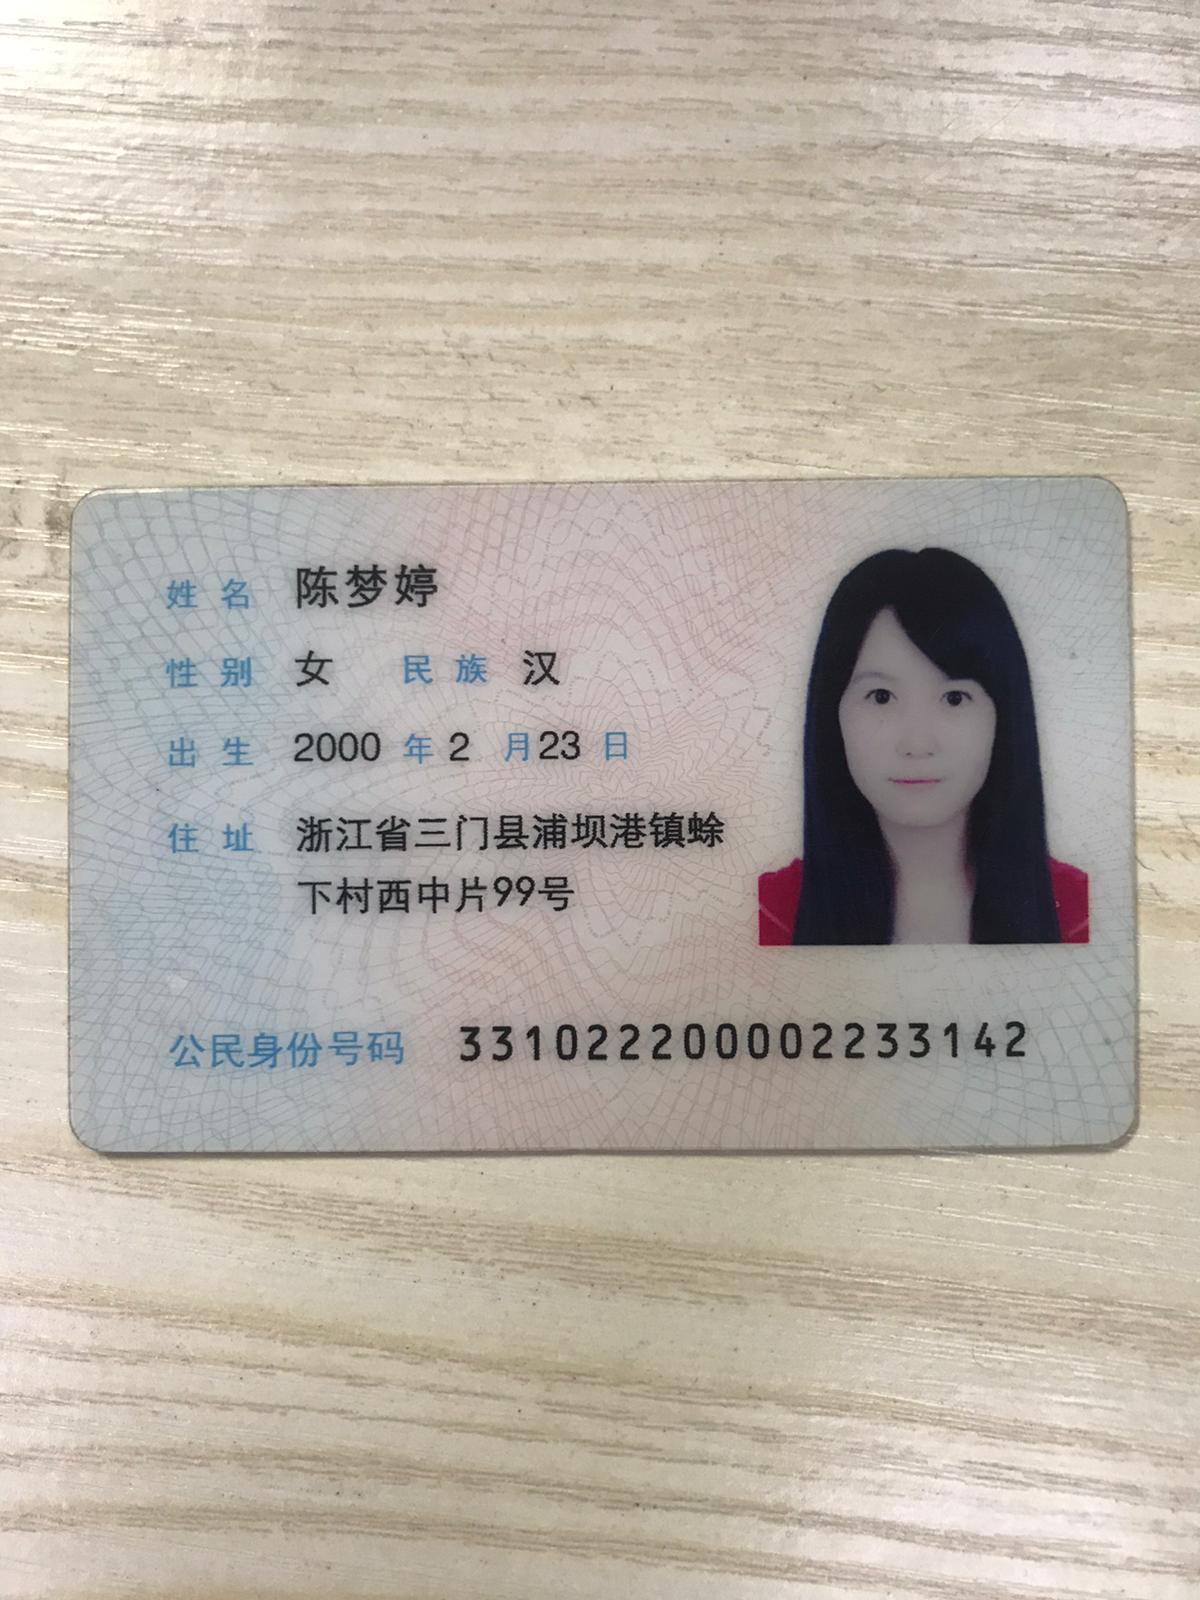 姓名 陈梦婷
性别 女 民族 汉
出生 2000 年 2 月 23 日
住址 浙江省三门县浦坝港镇蜍
下村西中片99号
公民身份号码 331022200002233142